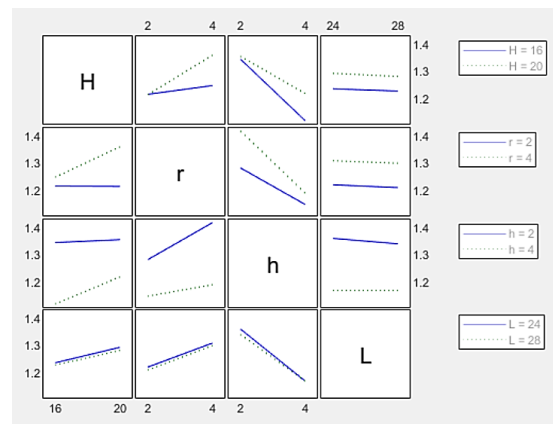 2 4 2 4 24 28
H
1.4
1.3
1.2
H = 16
H = 20
1.4
1.3
1.2
r
1.4
1.3
1.2
r = 2
r = 4
1.4
1.3
1.2
h
1.4
1.3
1.2
h = 2
h = 4
1.4
1.3
1.2
L
L = 24
L = 28
16 20 2 4 2 4